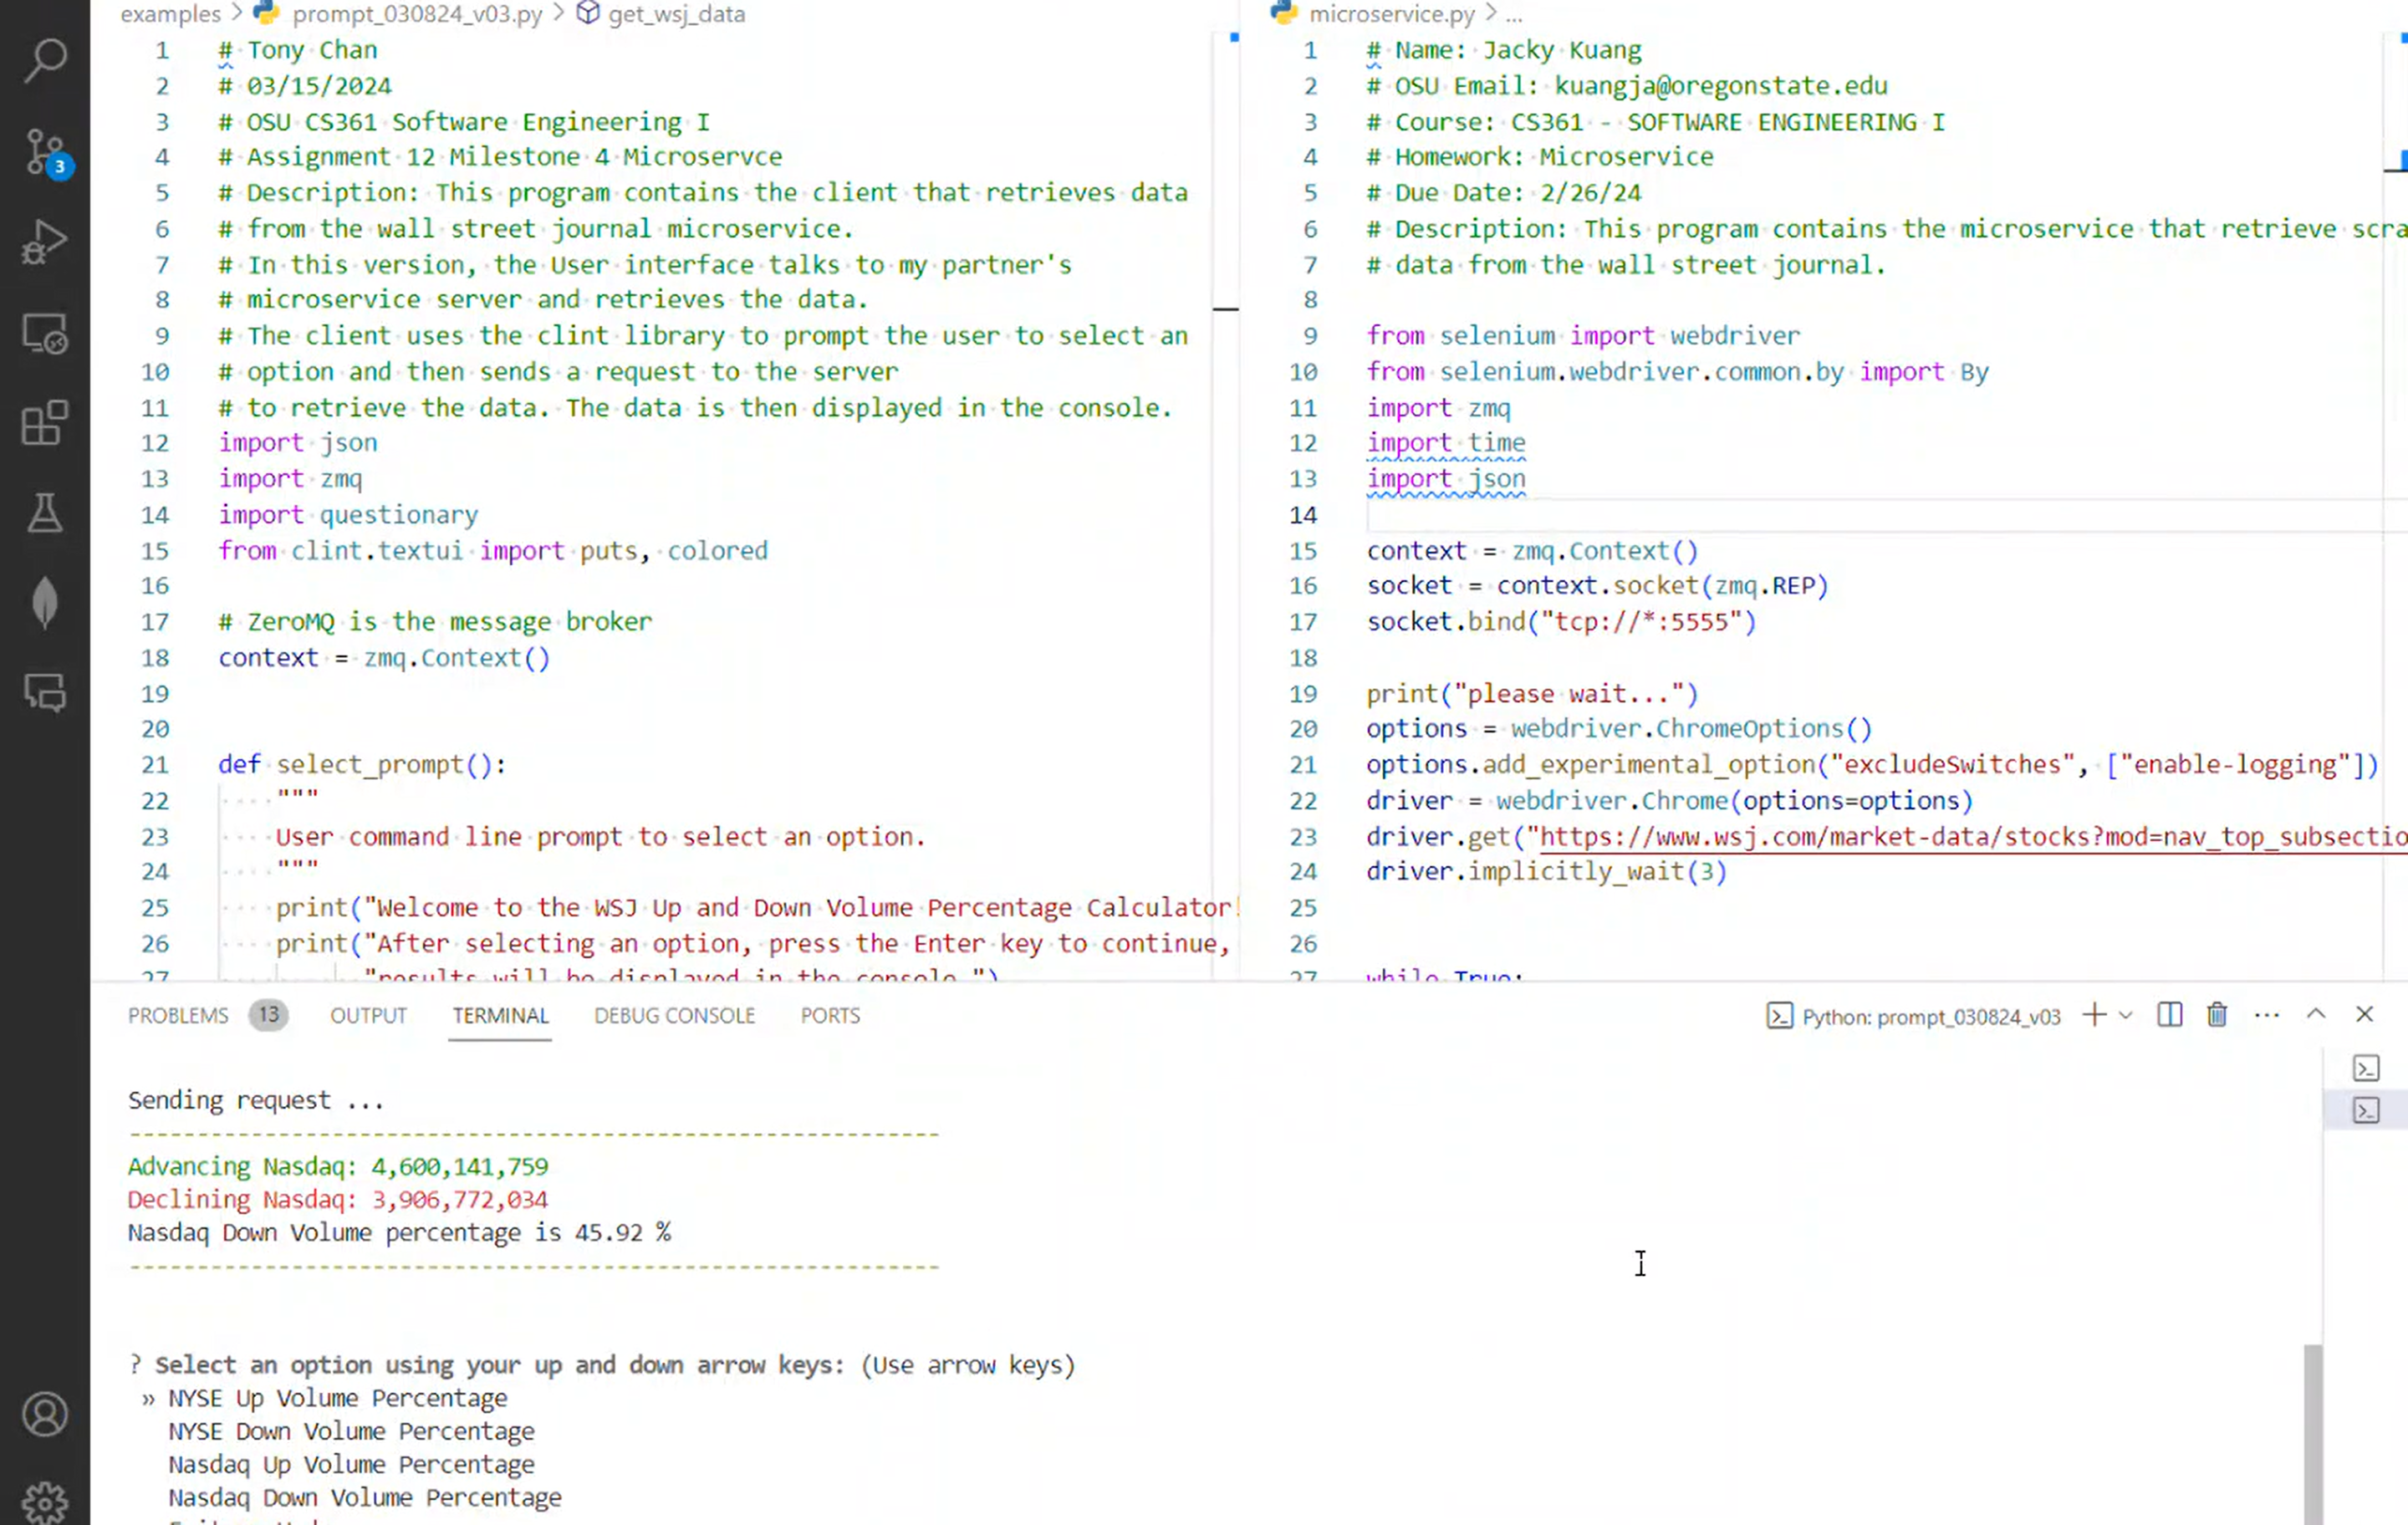 examples > prompt_030824_v03.py > get_wsj_data
1 # Tony Chan
2 # 03/15/2024
3 # OSU CS361 Software Engineering I
4 # Assignment 12 Milestone 4 Microservce
5 # Description: This program contains the client that retrieves data
6 # from the wall street journal microservice.
7 # In this version, the User interface talks to my partner's
8 # microservice server and retrieves the data.
9 # The client uses the clint library to prompt the user to select an
10 # option and then sends a request to the server
11 # to retrieve the data. The data is then displayed in the console.
12 import json
13 import zmq
14 import questionary
15 from clint.textui import puts, colored
16
17 # ZeroMQ is the message broker
18 context = zmq.Context()
19
20
21 def select_prompt():
22 """
23 User command line prompt to select an option.
24 """
25 print("Welcome to the WSJ Up and Down Volume Percentage Calculator!
26 print("After selecting an option, press the Enter key to continue,
27 "results will be displayed in the console.")
microservice.py > ...
1 # Name: Jacky Kuang
2 # OSU Email: kuangja@oregonstate.edu
3 # Course: CS361 - SOFTWARE ENGINEERING I
4 # Homework: Microservice
5 # Due Date: 2/26/24
6 # Description: This program contains the microservice that retrieve scra
7 # data from the wall street journal.
8
9 from selenium import webdriver
10 from selenium.webdriver.common.by import By
11 import zmq
12 import time
13 import json
14
15 context = zmq.Context()
16 socket = context.socket(zmq.REP)
17 socket.bind("tcp://*:5555")
18
19 print("please wait...")
20 options = webdriver.ChromeOptions()
21 options.add_experimental_option("excludeSwitches", ["enable-logging"])
22 driver = webdriver.Chrome(options=options)
23 driver.get("https://www.wsj.com/market-data/stocks?mod=nav_top_subsectio
24 driver.implicitly_wait(3)
25
26
27 while True:
3
PROBLEMS 13 OUTPUT TERMINAL DEBUG CONSOLE PORTS
Python: prompt_030824_v03
Sending request ...
------------------------------------------------------------
Advancing Nasdaq: 4,600,141,759
Declining Nasdaq: 3,906,772,034
Nasdaq Down Volume percentage is 45.92 %
------------------------------------------------------------
? Select an option using your up and down arrow keys: (Use arrow keys)
» NYSE Up Volume Percentage
NYSE Down Volume Percentage
Nasdaq Up Volume Percentage
Nasdaq Down Volume Percentage